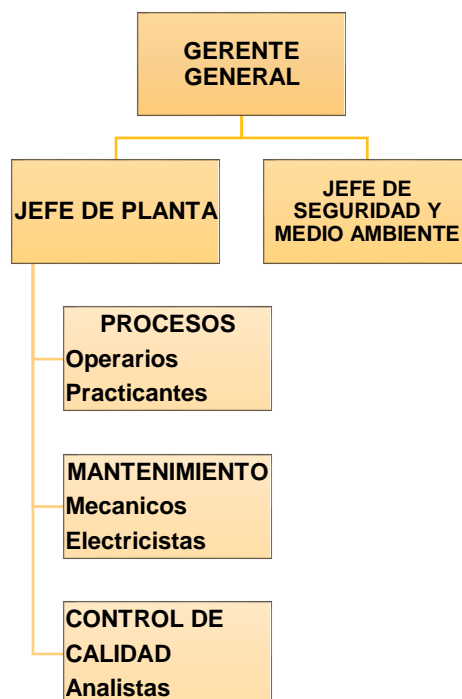 GERENTE
GENERAL
JEFE DE PLANTA
JEFE DE
SEGURIDAD Y
MEDIO AMBIENTE
PROCESOS
Operarios
Practicantes
MANTENIMIENTO
Mecanicos
Electricistas
CONTROL DE
CALIDAD
Analistas